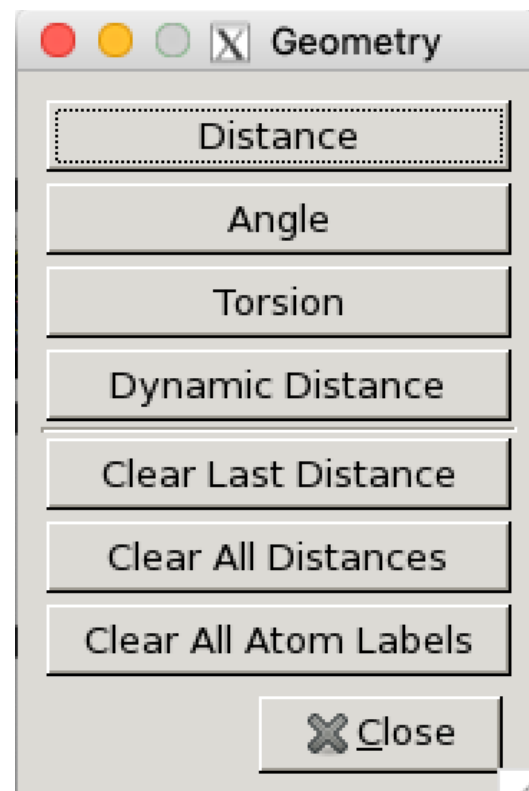 Geometry
Distance
Angle
Torsion
Dynamic Distance
Clear Last Distance
Clear All Distances
Clear All Atom Labels
Close